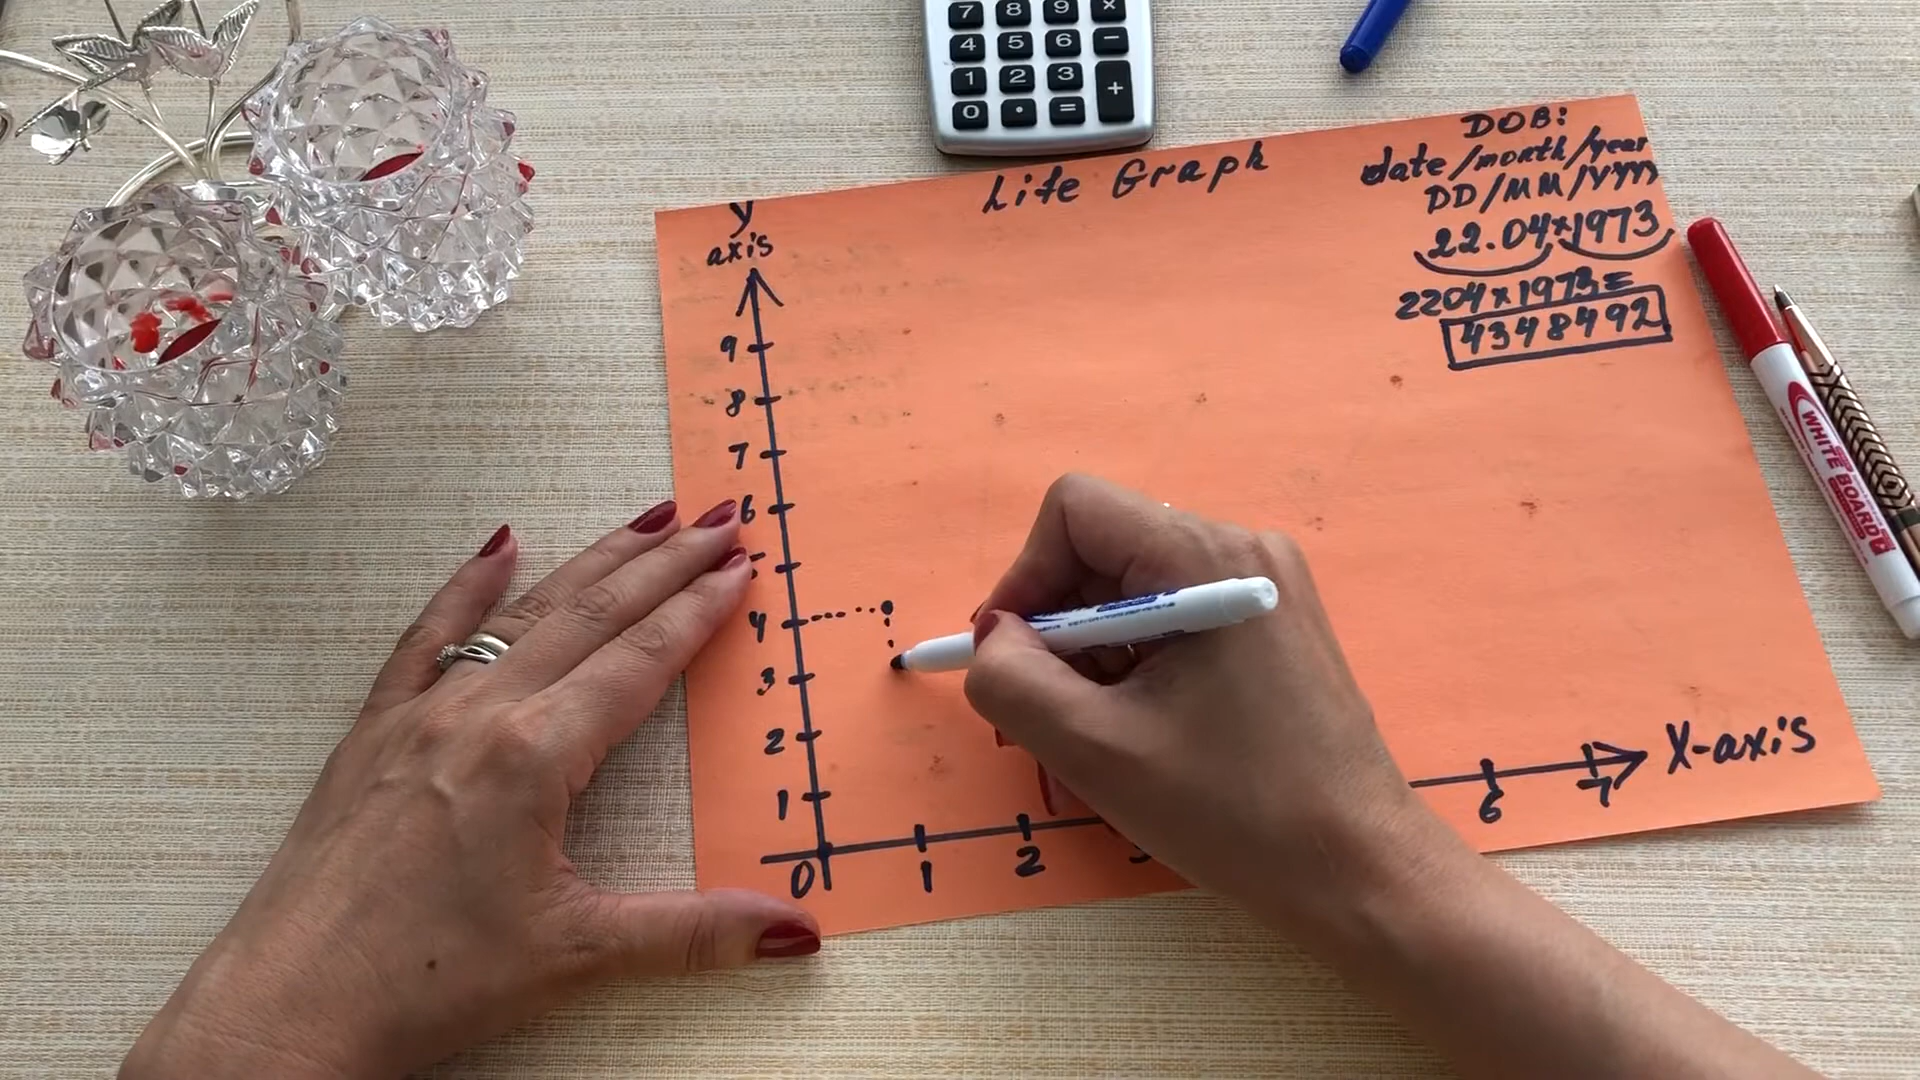 7 8 9 ×
4 5 6 −
1 2 3 +
0 . =
Life Graph
DOB:
date/month/year
DD/MM/YYYY
22.04*1973
2204x1973=
4348492
y
axis
9
8
7
6
4
3
2
1
0 1 2 6 7
X-axis
WHITE BOARD